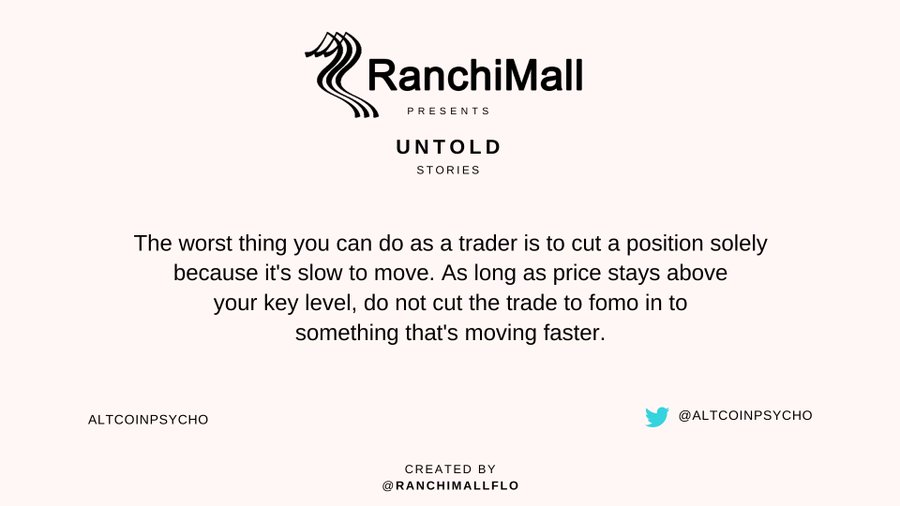 RanchiMall
PRESENTS
UNTOLD
STORIES
The worst thing you can do as a trader is to cut a position solely
because it's slow to move. As long as price stays above
your key level, do not cut the trade to fomo in to
something that's moving faster.
ALTCOINPSYCHO
@ALTCOINPSYCHO
CREATED BY
@RANCHIMALLFLO